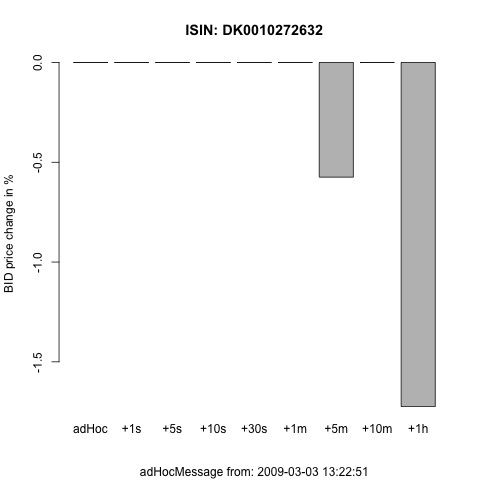 ISIN: DK0010272632
BID price change in %
0.0
-0.5
-1.0
-1.5
adHoc +1s +5s +10s +30s +1m +5m +10m +1h
adHocMessage from: 2009-03-03 13:22:51